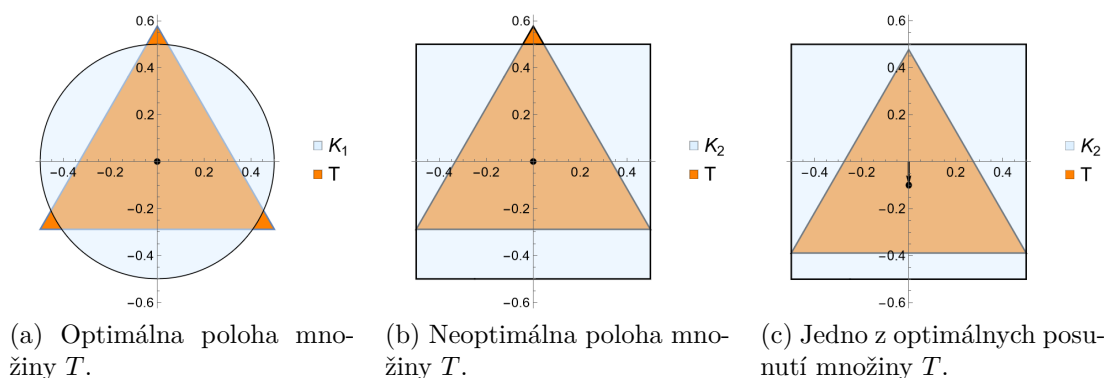 0.6
0.4
0.2
-0.4 -0.2 0.2 0.4
-0.2
-0.4
-0.6
K1
T
0.6
0.4
0.2
-0.4 -0.2 0.2 0.4
-0.2
-0.4
-0.6
K2
T
0.6
0.4
0.2
-0.4 -0.2 0.2 0.4
-0.2
-0.4
-0.6
K2
T
(a) Optimálna poloha mno-
žiny T.
(b) Neoptimálna poloha mno-
žiny T.
(c) Jedno z optimálnych posu-
nutí množiny T.